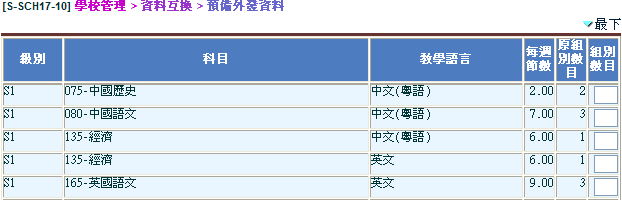 [S-SCH17-10] 學校管理 > 資料互換 > 預備外發資料
最下
級別 科目 教學語言 每週節數 原組別數目 組別數目
S1 075-中國歷史 中文(粵語) 2.00 2
S1 080-中國語文 中文(粵語) 7.00 3
S1 135-經濟 中文(粵語) 6.00 1
S1 135-經濟 英文 6.00 1
S1 165-英國語文 英文 9.00 3